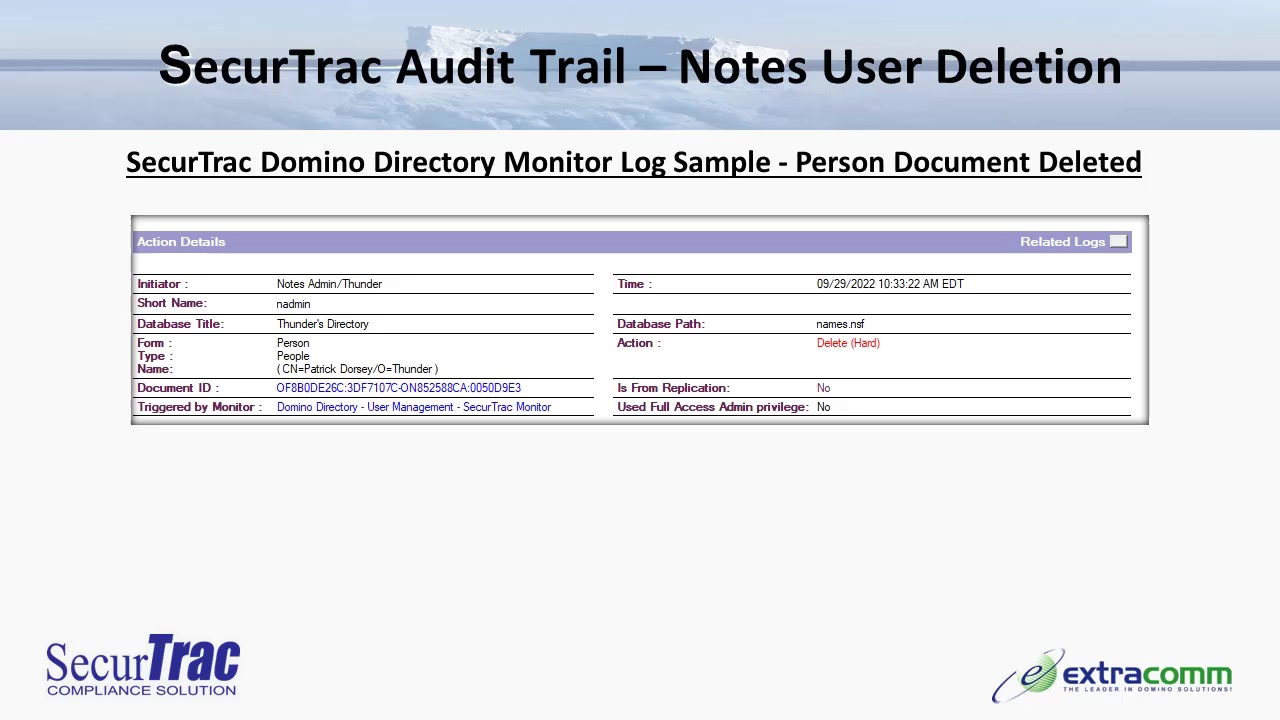 SecurTrac Audit Trail – Notes User Deletion
SecurTrac Domino Directory Monitor Log Sample - Person Document Deleted
Action Details Related Logs
Initiator : Notes Admin/Thunder Time : 09/29/2022 10:33:22 AM EDT
Short Name: nadmin
Database Title: Thunder's Directory Database Path: names.nsf
Form : Person Action : Delete (Hard)
Type : People
Name: ( CN=Patrick Dorsey/O=Thunder )
Document ID : OF8B0DE26C:3DF7107C-ON852588CA:0050D9E3 Is From Replication: No
Triggered by Monitor : Domino Directory - User Management - SecurTrac Monitor Used Full Access Admin privilege: No
SecurTrac
COMPLIANCE SOLUTION
extracomm
THE LEADER IN DOMINO SOLUTIONS!